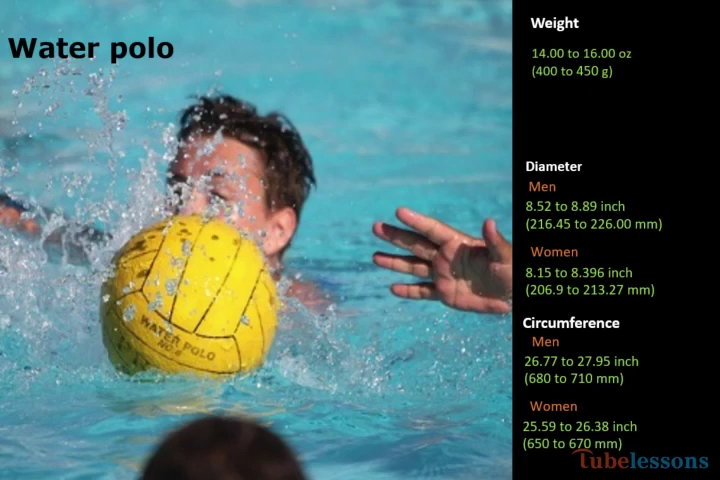 Water polo
WATER POLO
NO.5
Weight
14.00 to 16.00 oz
(400 to 450 g)
Diameter
Men
8.52 to 8.89 inch
(216.45 to 226.00 mm)
Women
8.15 to 8.396 inch
(206.9 to 213.27 mm)
Circumference
Men
26.77 to 27.95 inch
(680 to 710 mm)
Women
25.59 to 26.38 inch
(650 to 670 mm)
Tubelessons